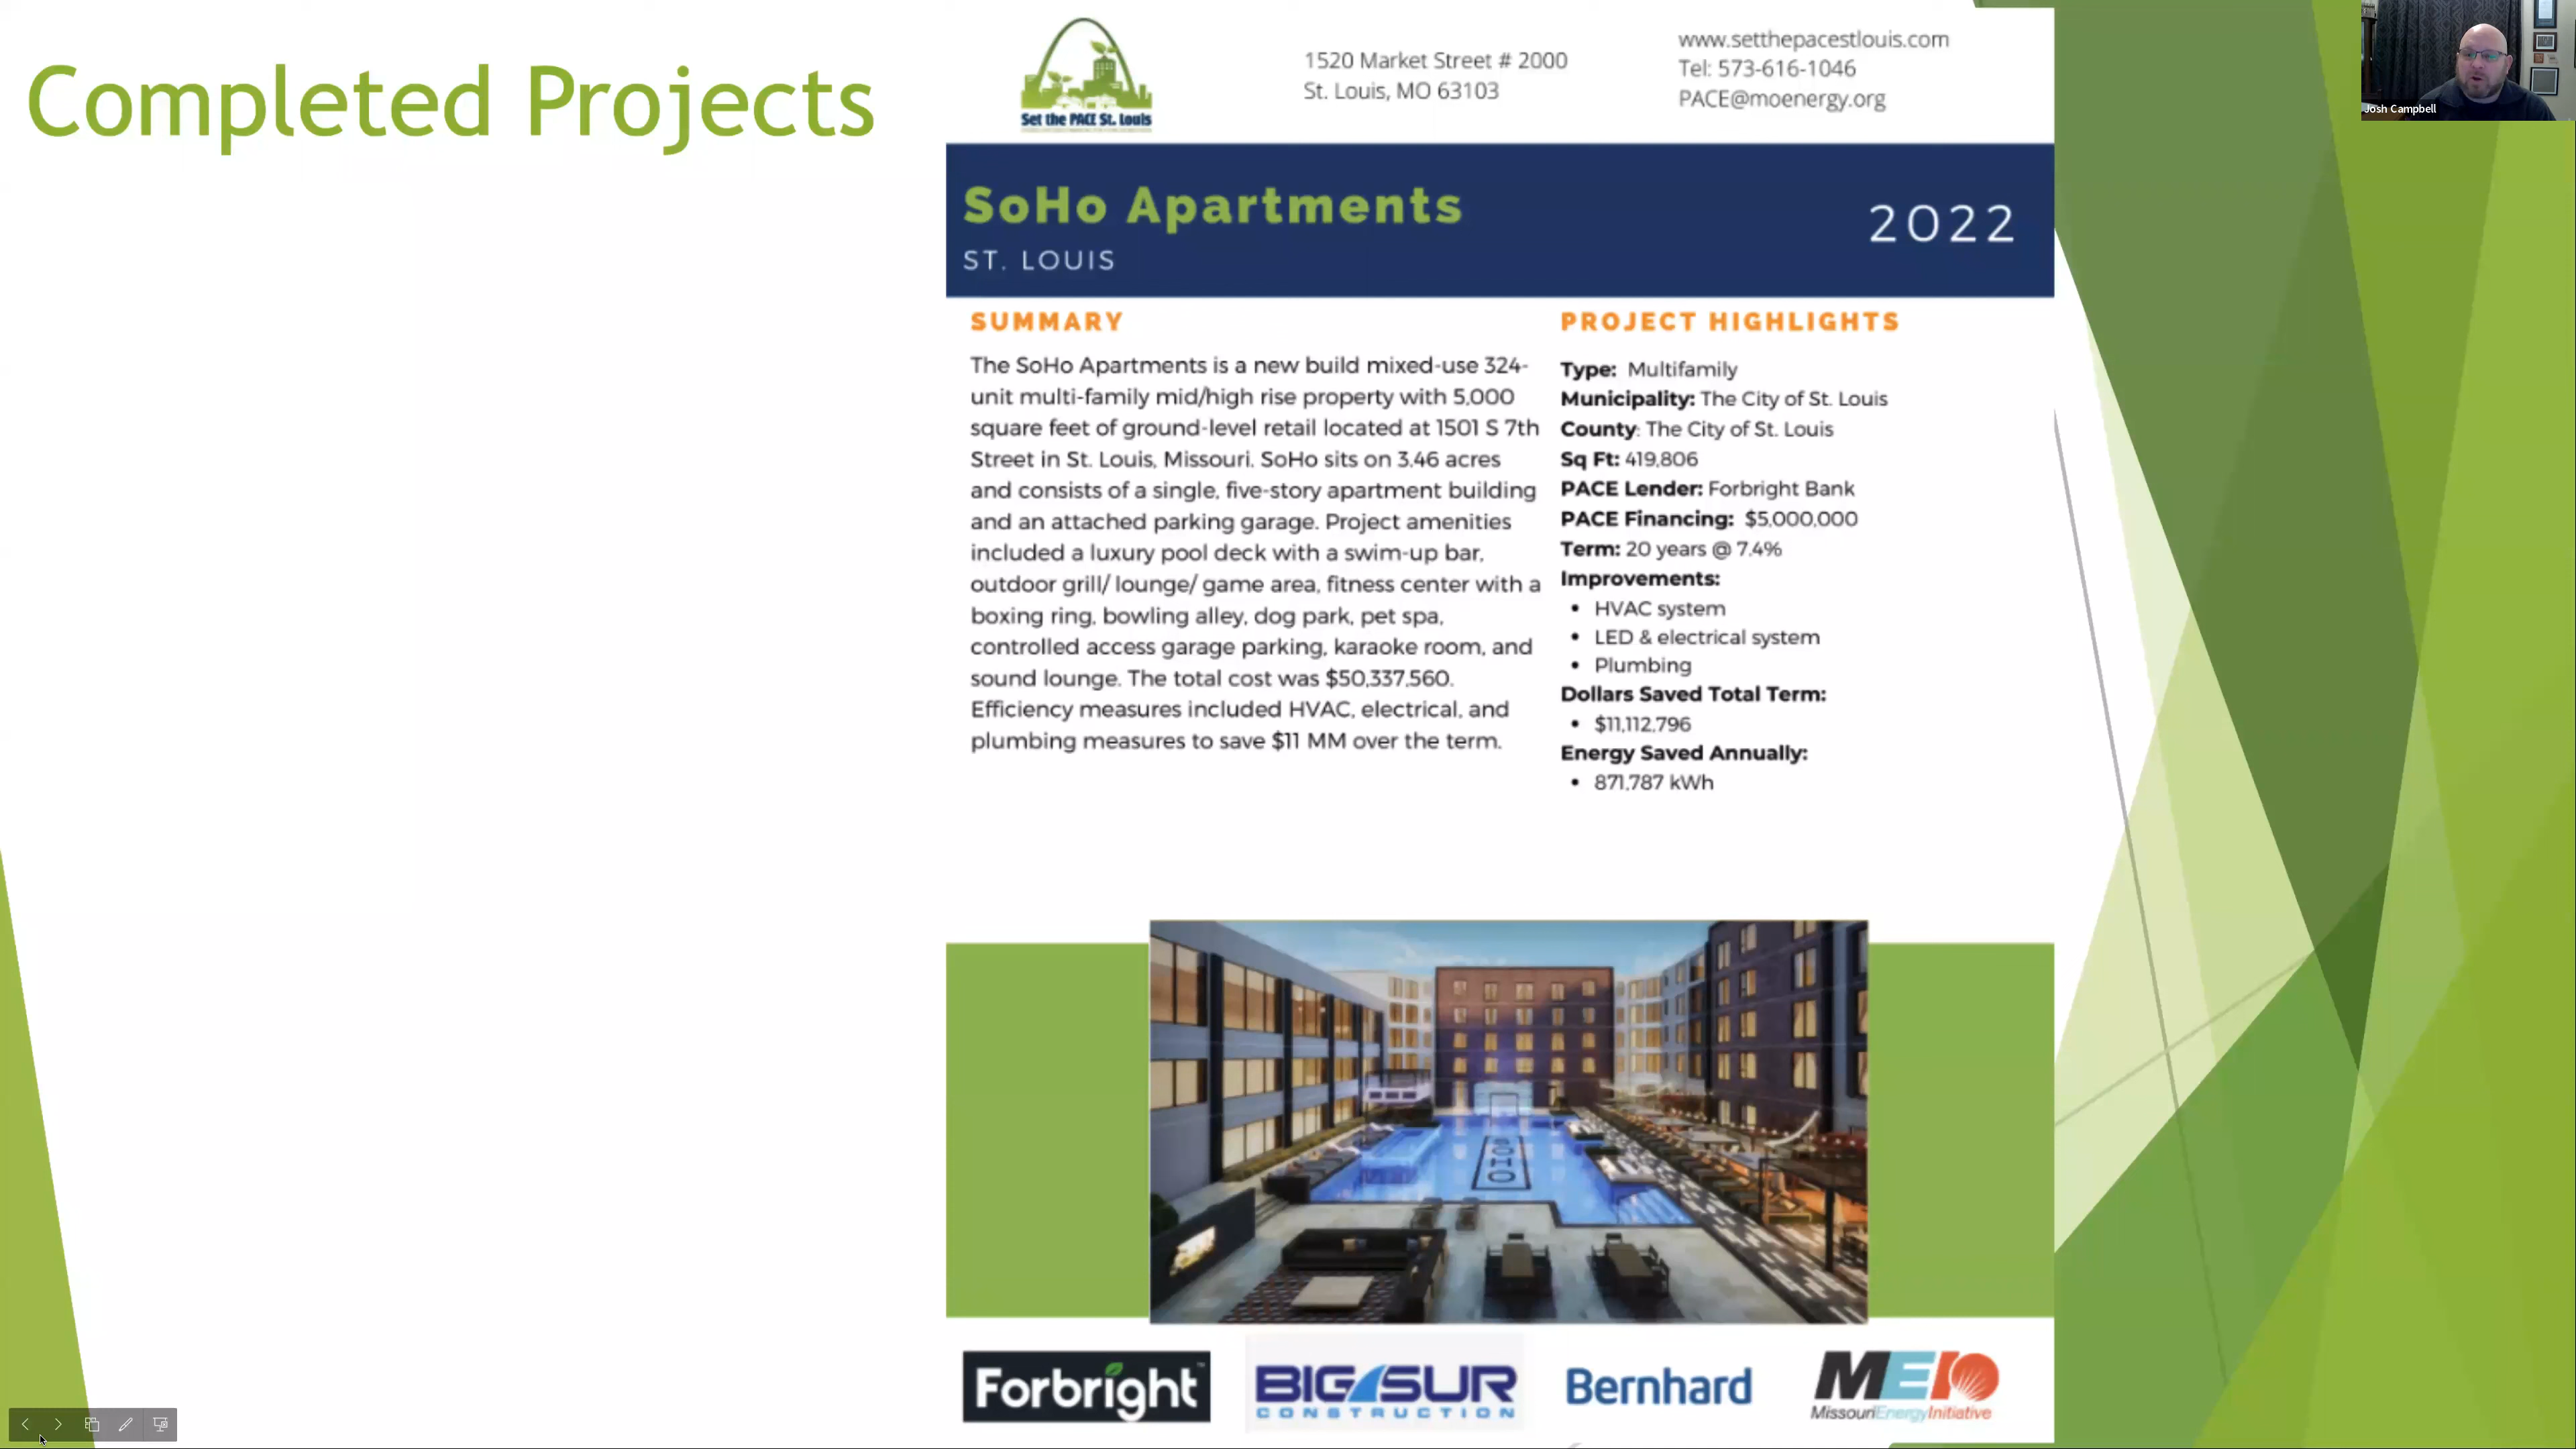 Completed Projects
Set the PACE St. Louis
1520 Market Street # 2000
St. Louis, MO 63103
www.setthepacestlouis.com
Tel: 573-616-1046
PACE@moenergy.org
Josh Campbell
SoHo Apartments
ST. LOUIS
2022
SUMMARY
The SoHo Apartments is a new build mixed-use 324-
unit multi-family mid/high rise property with 5,000
square feet of ground-level retail located at 1501 S 7th
Street in St. Louis, Missouri. SoHo sits on 3.46 acres
and consists of a single, five-story apartment building
and an attached parking garage. Project amenities
included a luxury pool deck with a swim-up bar,
outdoor grill/ lounge/ game area, fitness center with a
boxing ring, bowling alley, dog park, pet spa,
controlled access garage parking, karaoke room, and
sound lounge. The total cost was $50,337,560.
Efficiency measures included HVAC, electrical, and
plumbing measures to save $11 MM over the term.
PROJECT HIGHLIGHTS
Type: Multifamily
Municipality: The City of St. Louis
County: The City of St. Louis
Sq Ft: 419,806
PACE Lender: Forbright Bank
PACE Financing: $5,000,000
Term: 20 years @ 7.4%
Improvements:
• HVAC system
• LED & electrical system
• Plumbing
Dollars Saved Total Term:
• $11,112,796
Energy Saved Annually:
• 871,787 kWh
SOHO
Forbright™
BIG SUR
CONSTRUCTION
Bernhard
MEI
MissouriEnergyInitiative